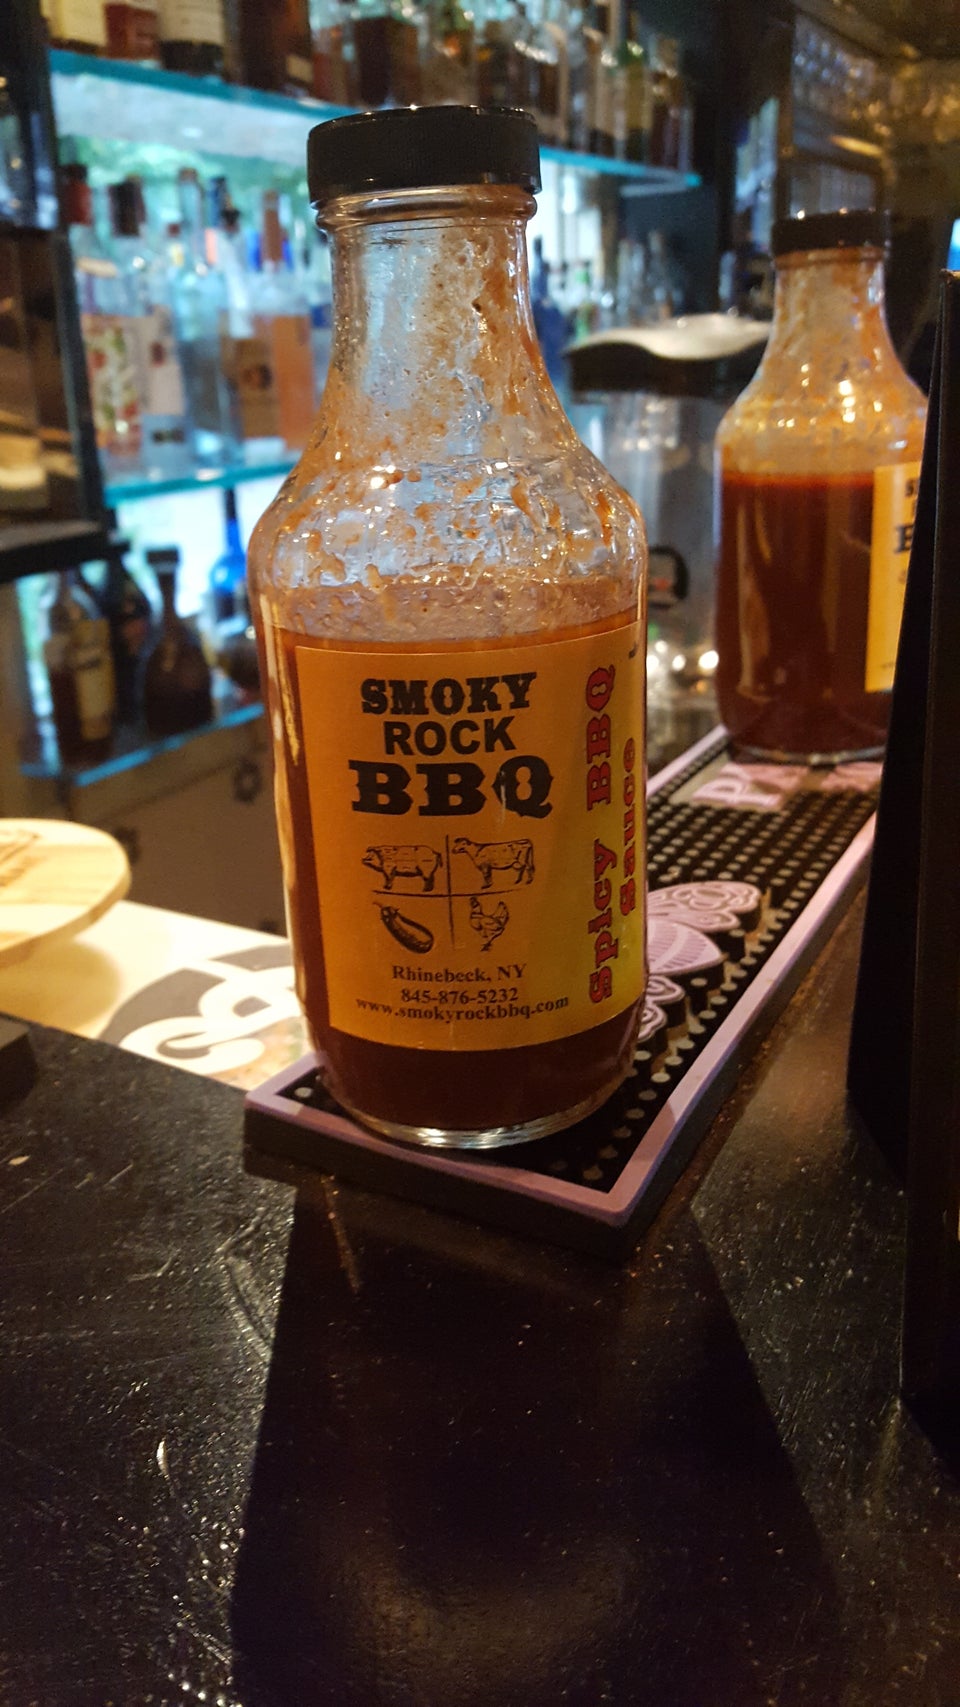 SMOKY
ROCK
BBQ
Rhinebeck, NY
845-876-5232
www.smokyrockbbq.com
Spicy BBQ
Sauce